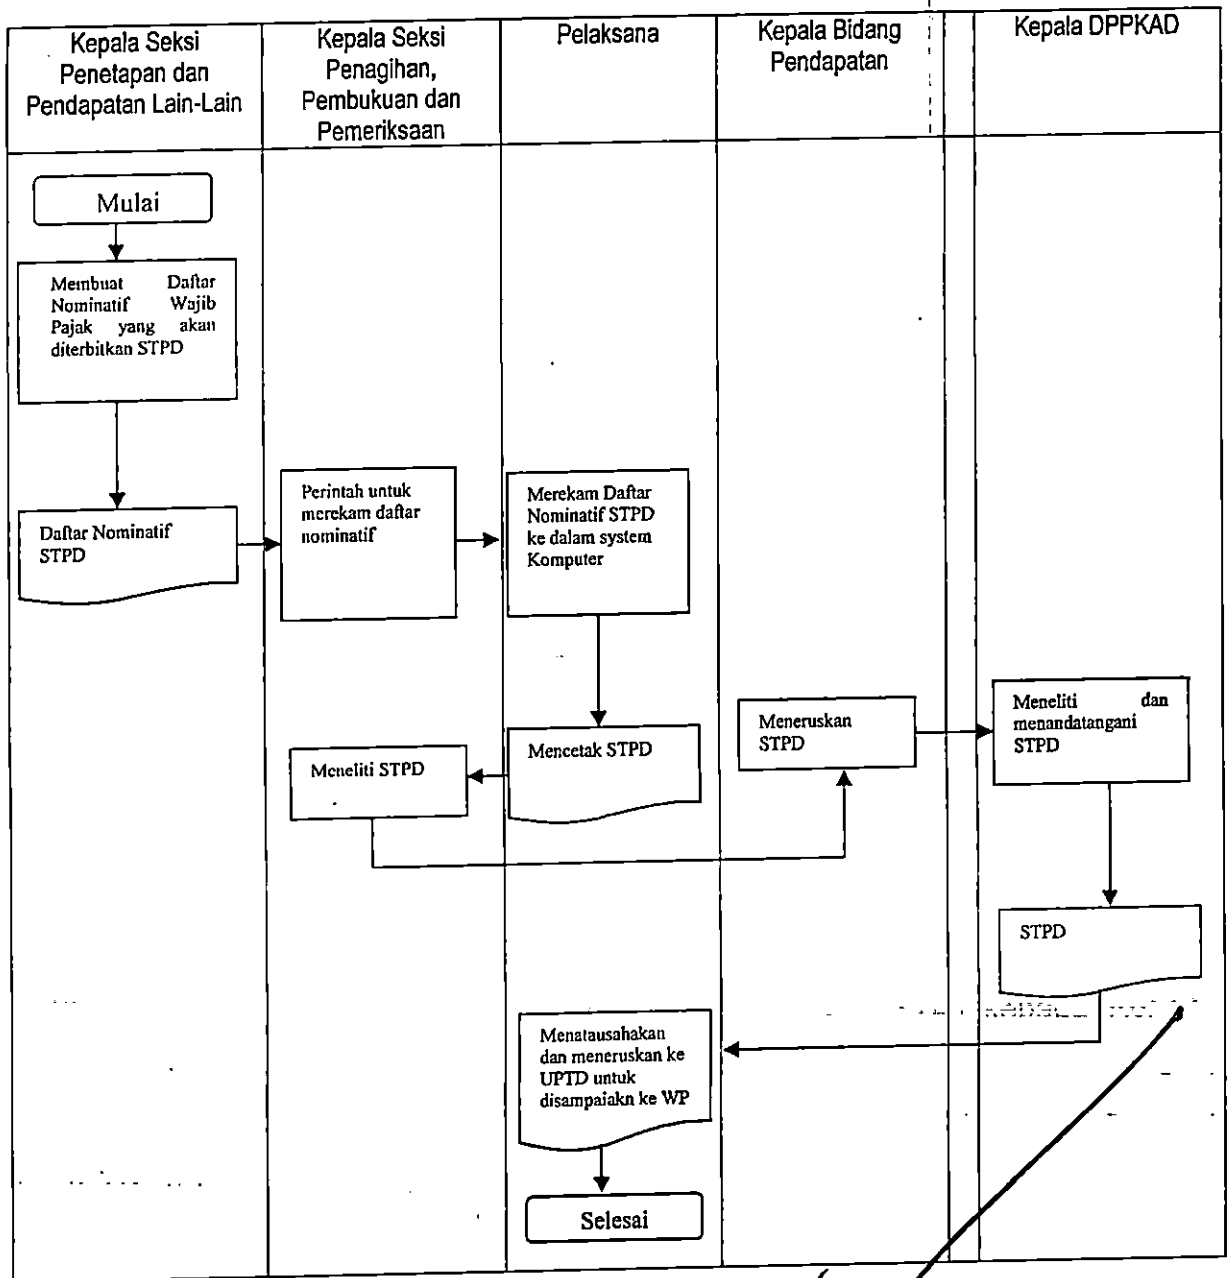 Kepala Seksi
Penetapan dan
Pendapatan Lain-Lain
Kepala Seksi
Penagihan,
Pembukuan dan
Pemeriksaan
Pelaksana
Kepala Bidang
Pendapatan
Kepala DPPKAD
Mulai
Membuat Daftar
Nominatif Wajib
Pajak yang akan
diterbitkan STPD
Daftar Nominatif
STPD
Perintah untuk
merekam daftar
nominatif
Merekam Daftar
Nominatif STPD
ke dalam system
Komputer
Mencetak STPD
Meneliti STPD
Meneruskan
STPD
Meneliti dan
menandatangani
STPD
STPD
Menatausahakan
dan meneruskan ke
UPTD untuk
disampaiakn ke WP
Selesai